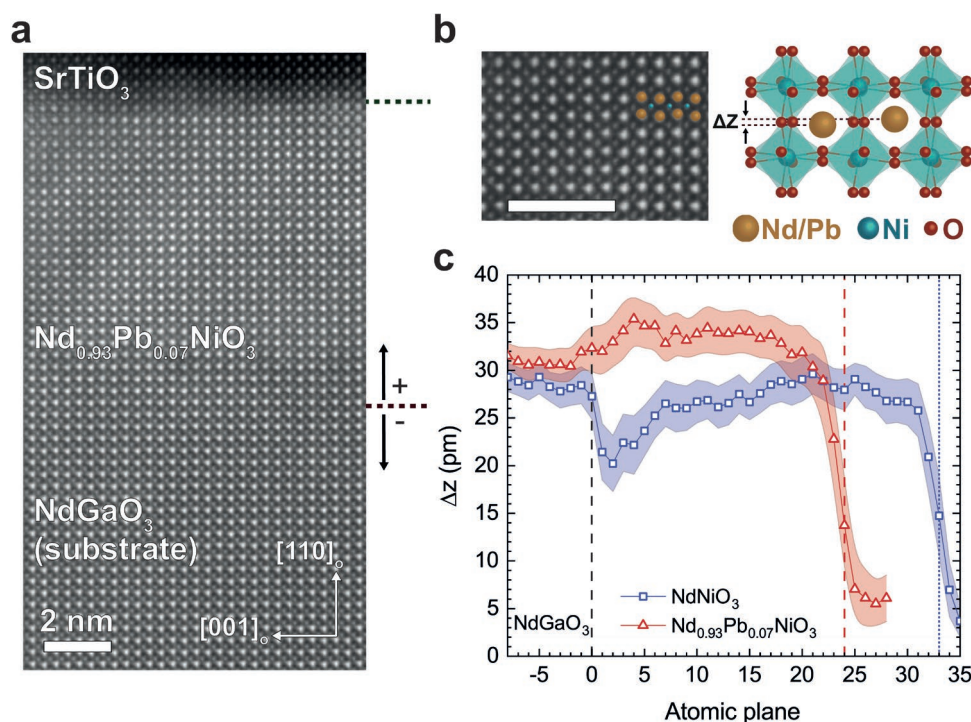 a
SrTiO₃
Nd₀.₉₃Pb₀.₀₇NiO₃
+
-
NdGaO₃
(substrate)
[110]ₒ
[001]ₒ
2 nm
b
ΔZ
Nd/Pb Ni O
c
40
35
30
25
20
15
10
5
0
Δz (pm)
NdGaO₃
NdNiO₃
Nd₀.₉₃Pb₀.₀₇NiO₃
-5 0 5 10 15 20 25 30 35
Atomic plane